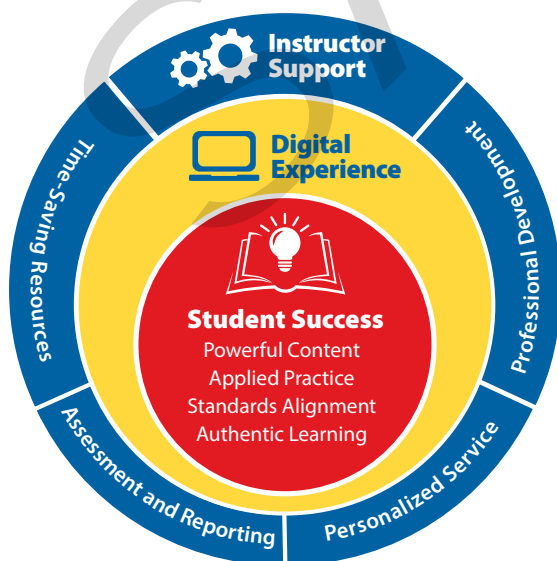 Instructor
Support
Digital
Experience
Student Success
Powerful Content
Applied Practice
Standards Alignment
Authentic Learning
Time-Saving Resources
Professional Development
Assessment and Reporting
Personalized Service